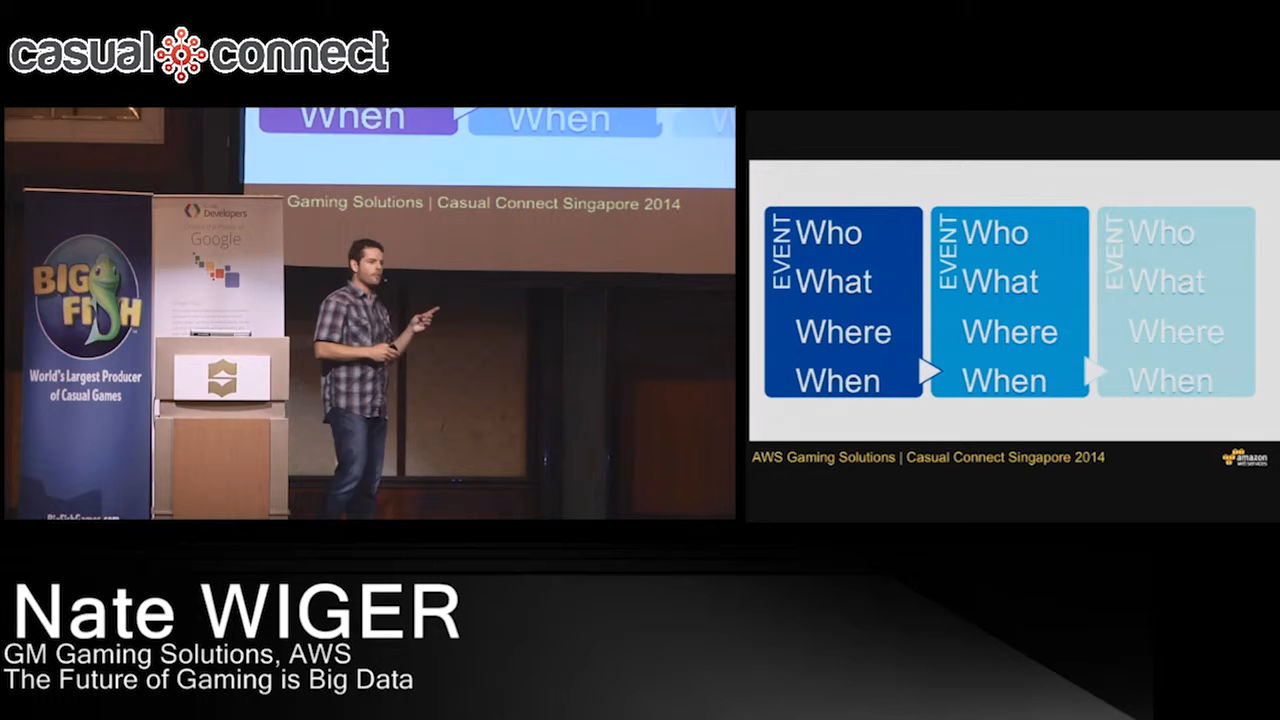 casual connect
When
When
W
Gaming Solutions | Casual Connect Singapore 2014
BIG
FISH
World's Largest Producer
of Casual Games
BigFishGames.com
Developers
Google
EVENT
Who
What
Where
When
EVENT
Who
What
Where
When
EVENT
Who
What
Where
When
AWS Gaming Solutions | Casual Connect Singapore 2014
amazon
web services
Nate WIGER
GM Gaming Solutions, AWS
The Future of Gaming is Big Data